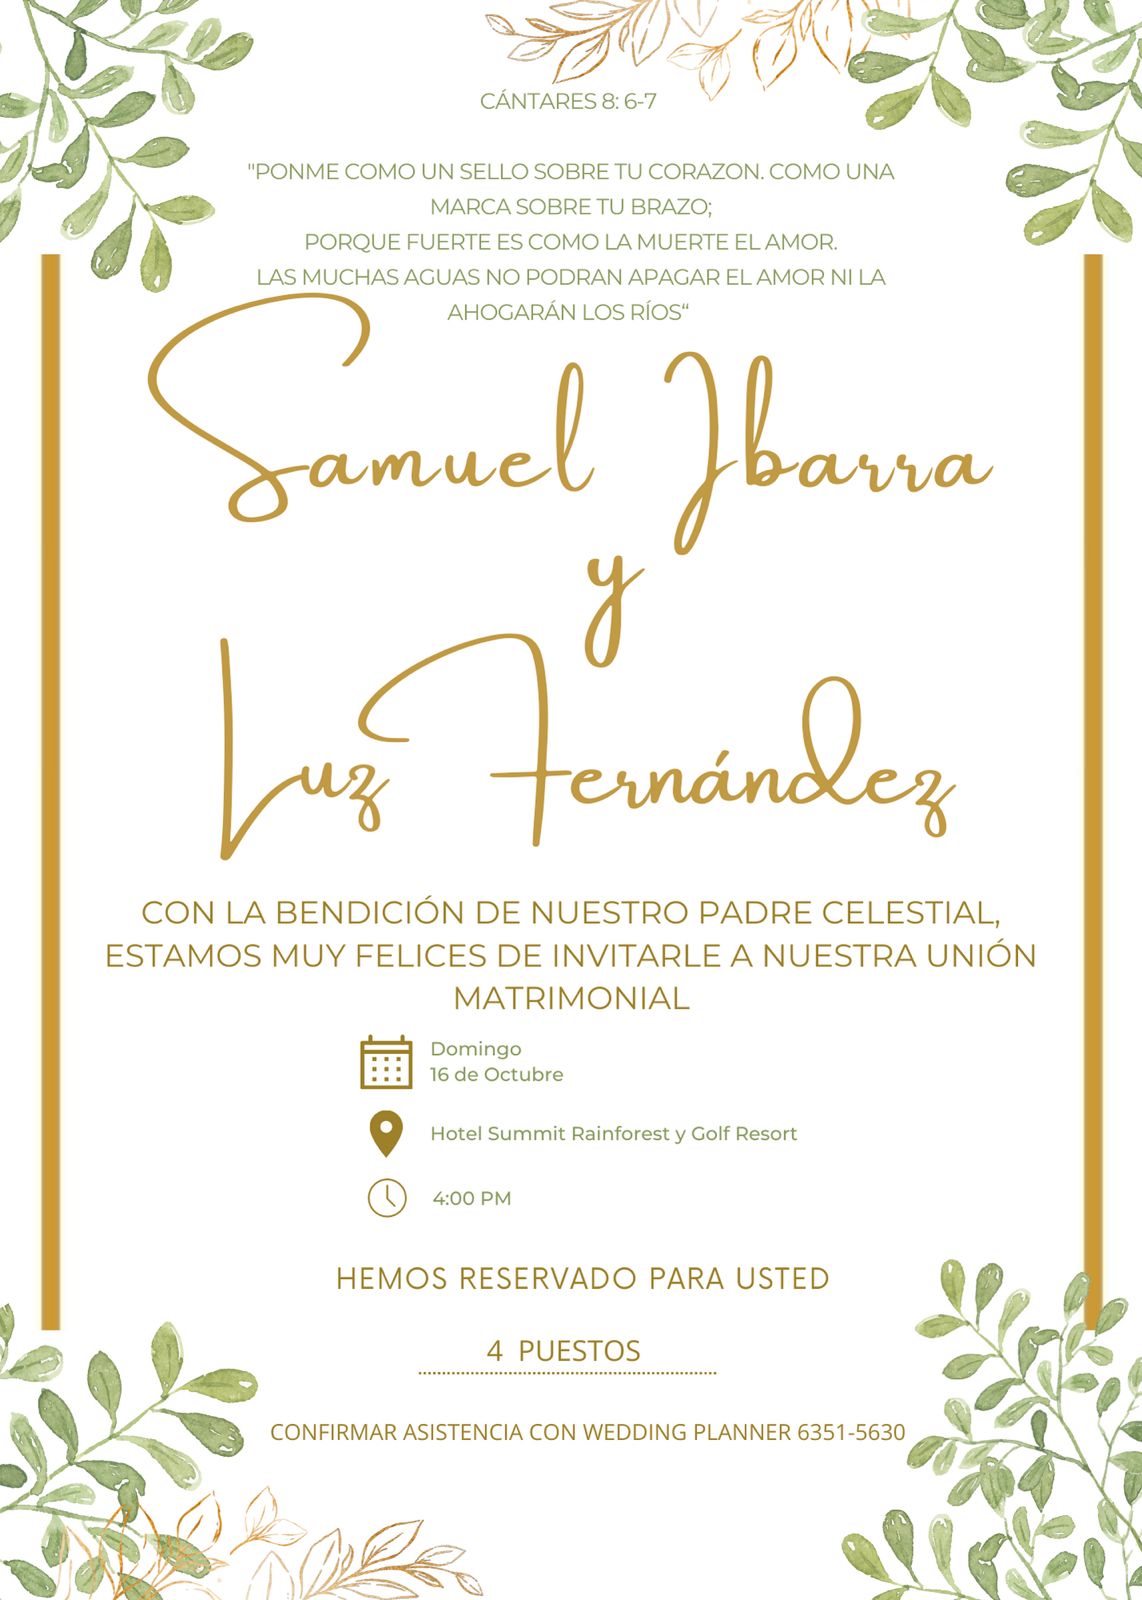 CÁNTARES 8: 6-7
"PONME COMO UN SELLO SOBRE TU CORAZON. COMO UNA
MARCA SOBRE TU BRAZO;
PORQUE FUERTE ES COMO LA MUERTE EL AMOR.
LAS MUCHAS AGUAS NO PODRAN APAGAR EL AMOR NI LA
AHOGARÁN LOS RÍOS“
Samuel Ibarra
y
Luz Fernández
CON LA BENDICIÓN DE NUESTRO PADRE CELESTIAL,
ESTAMOS MUY FELICES DE INVITARLE A NUESTRA UNIÓN
MATRIMONIAL
Domingo
16 de Octubre
Hotel Summit Rainforest y Golf Resort
4:00 PM
HEMOS RESERVADO PARA USTED
4 PUESTOS
CONFIRMAR ASISTENCIA CON WEDDING PLANNER 6351-5630